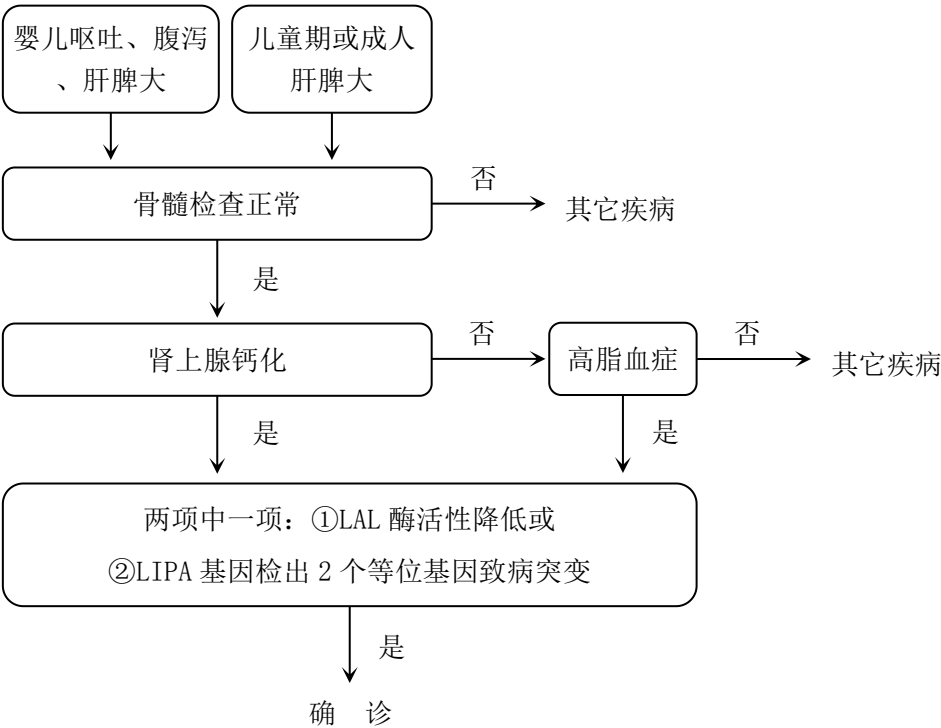 婴儿呕吐、腹泻
、肝脾大
儿童期或成人
肝脾大
骨髓检查正常
否
其它疾病
是
肾上腺钙化
否
高脂血症
否
其它疾病
是
是
两项中一项：①LAL 酶活性降低或
②LIPA 基因检出 2 个等位基因致病突变
是
确 诊